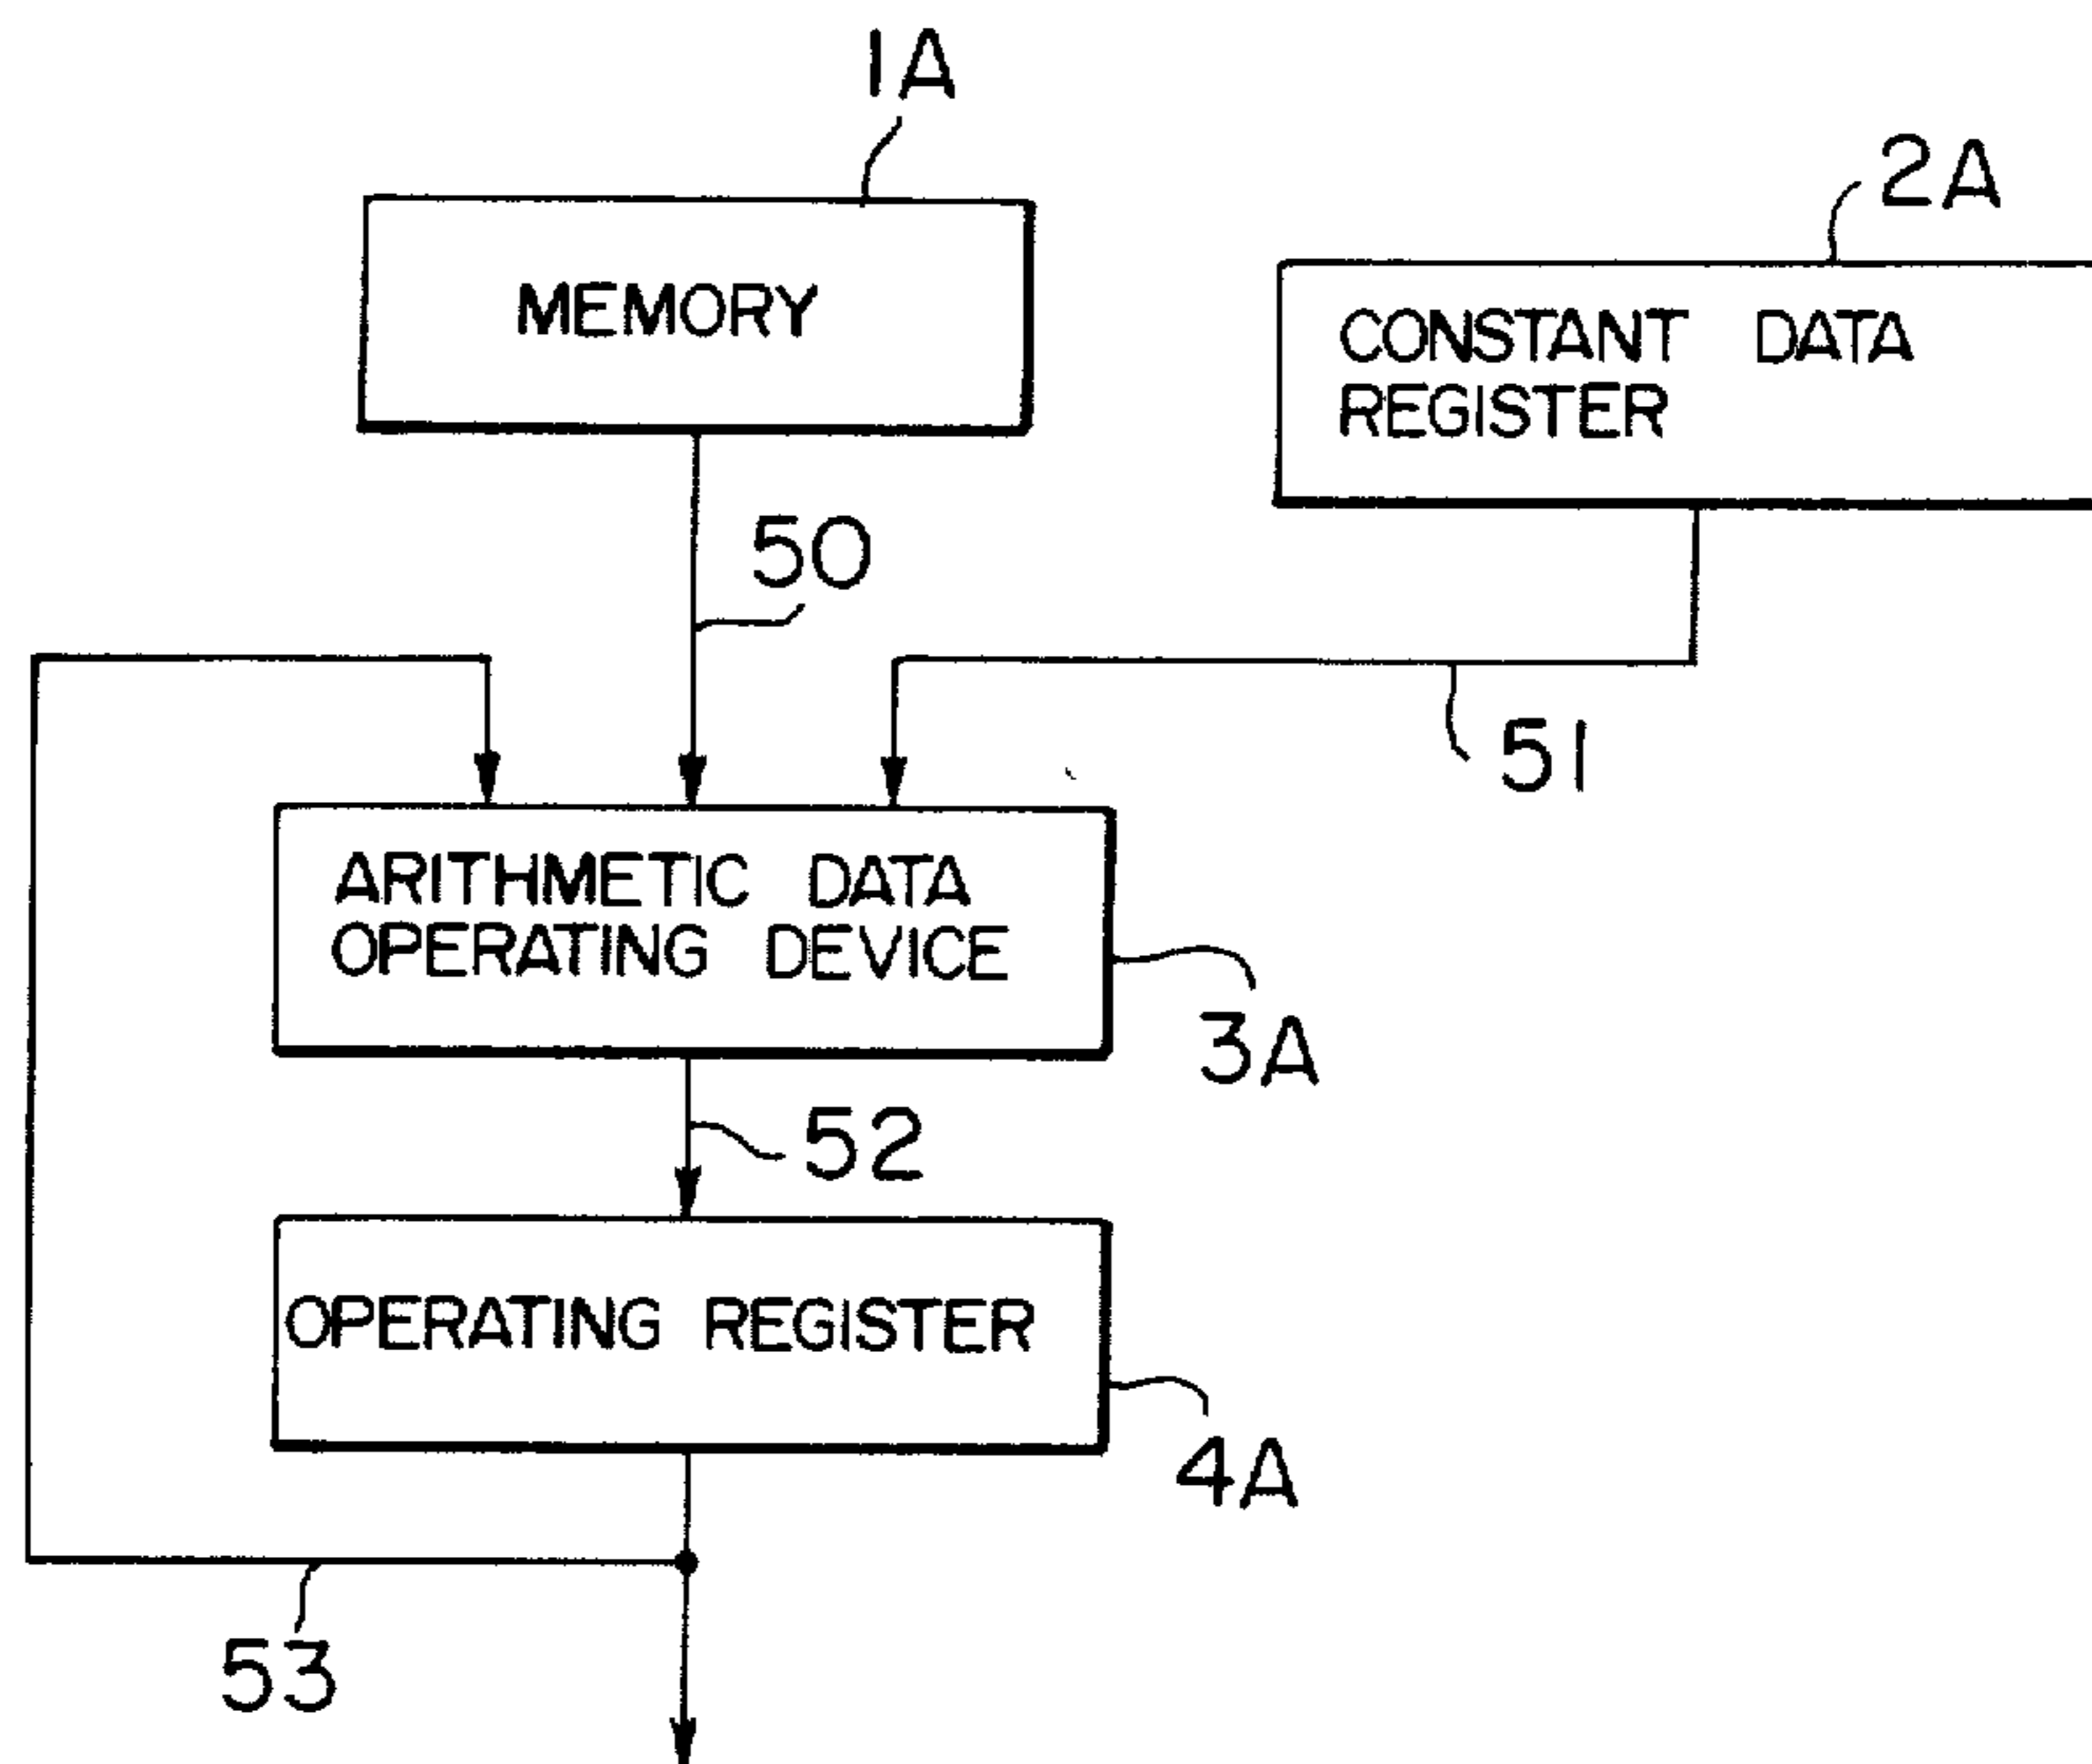 1A
2A
MEMORY
CONSTANT DATA
REGISTER
50
51
ARITHMETIC DATA
OPERATING DEVICE
3A
52
OPERATING REGISTER
4A
53